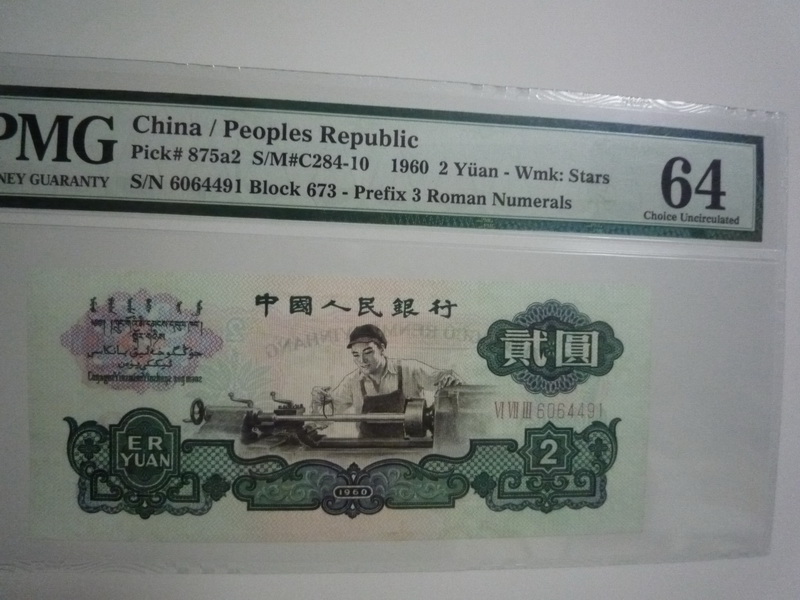 PMG
NEY GUARANTY
China / Peoples Republic
Pick# 875a2 S/M#C284-10 1960 2 Yüan - Wmk: Stars
S/N 6064491 Block 673 - Prefix 3 Roman Numerals
64
Choice Uncirculated
中國人民銀行
貳圓
VI VII III 6064491
ER
YUAN
2
1960